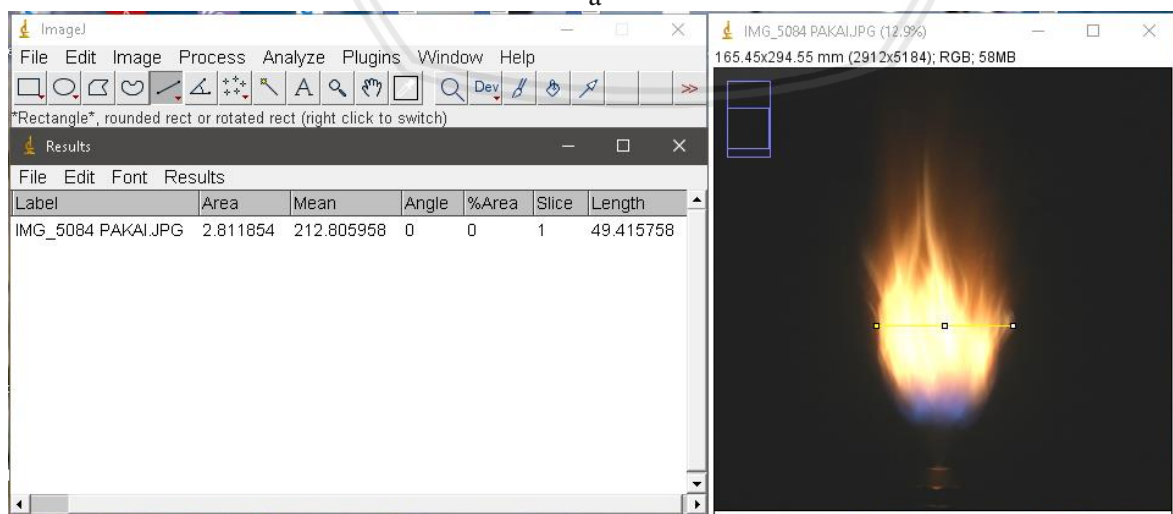 a
ImageJ
File Edit Image Process Analyze Plugins Window Help
A Dev >>
*Rectangle*, rounded rect or rotated rect (right click to switch)
Results
File Edit Font Results
Label Area Mean Angle %Area Slice Length
IMG_5084 PAKAI.JPG 2.811854 212.805958 0 0 1 49.415758
IMG_5084 PAKAI.JPG (12.9%)
165.45x294.55 mm (2912x5184); RGB; 58MB